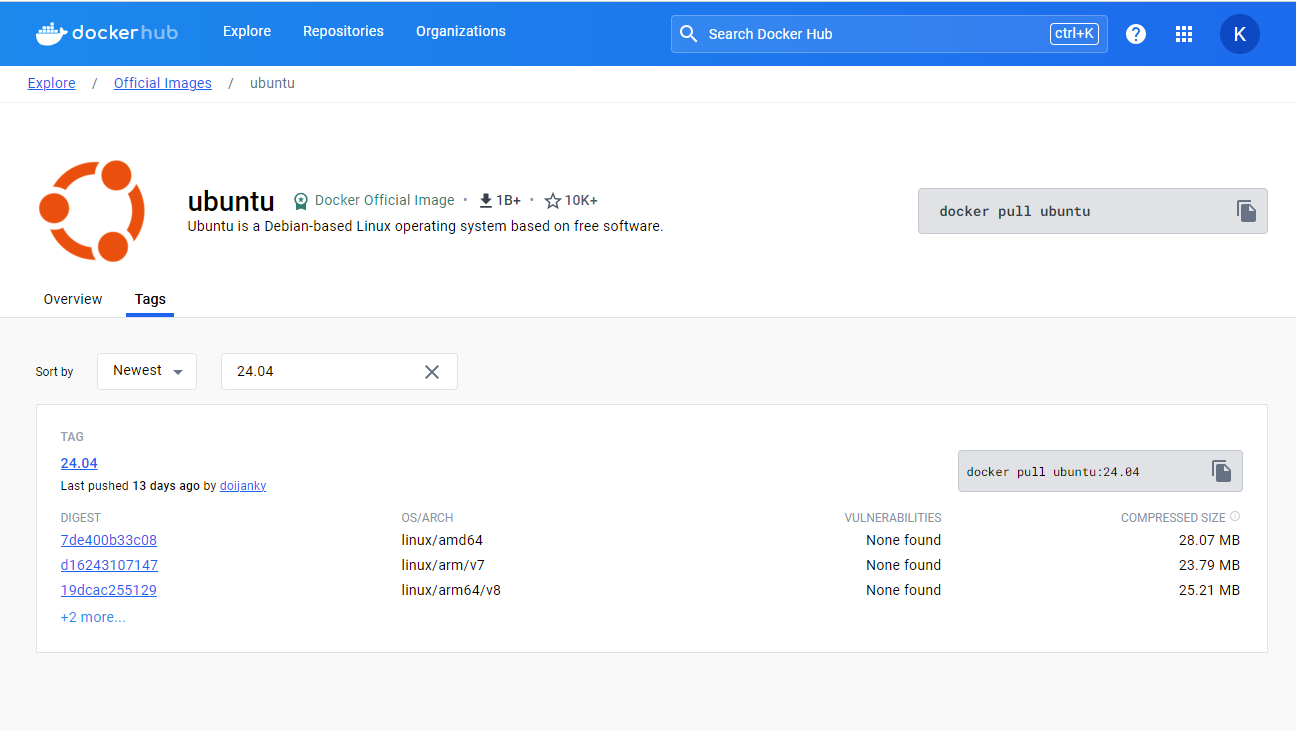 dockerhub Explore Repositories Organizations Search Docker Hub ctrl+K ? K
Explore / Official Images / ubuntu
ubuntu Docker Official Image • 1B+ • 10K+
Ubuntu is a Debian-based Linux operating system based on free software.
docker pull ubuntu
Overview Tags
Sort by Newest 24.04
TAG
24.04
Last pushed 13 days ago by doijanky
docker pull ubuntu:24.04
DIGEST OS/ARCH VULNERABILITIES COMPRESSED SIZE
7de400b33c08 linux/amd64 None found 28.07 MB
d16243107147 linux/arm/v7 None found 23.79 MB
19dcac255129 linux/arm64/v8 None found 25.21 MB
+2 more...